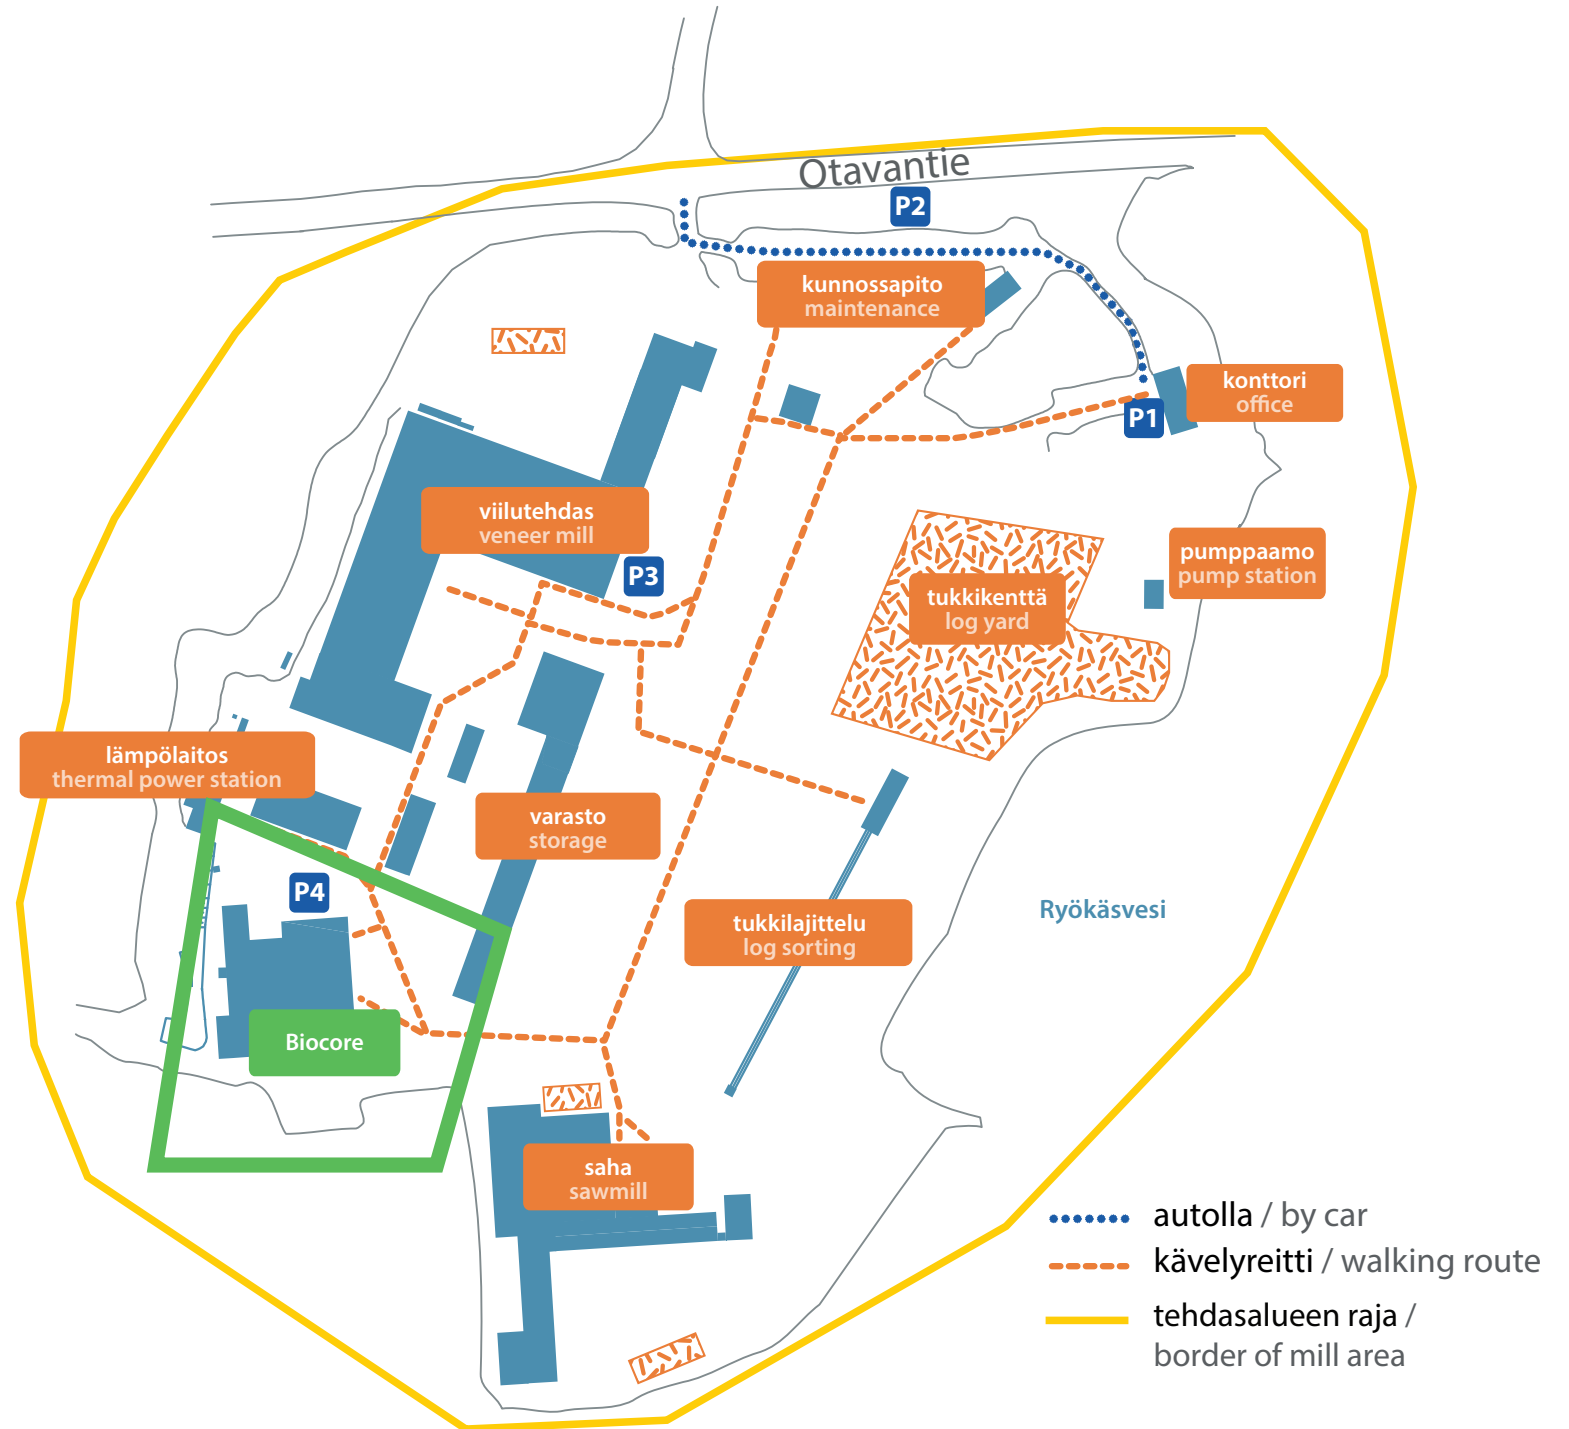 Otavantie
P2
kunnossapito
maintenance
konttori
office
P1
viilutehdas
veneer mill
P3
pumppaamo
pump station
tukkikenttä
log yard
lämpölaitos
thermal power station
varasto
storage
P4
tukkilajittelu
log sorting
Ryökäsvesi
Biocore
saha
sawmill
autolla / by car
kävelyreitti / walking route
tehdasalueen raja /
border of mill area